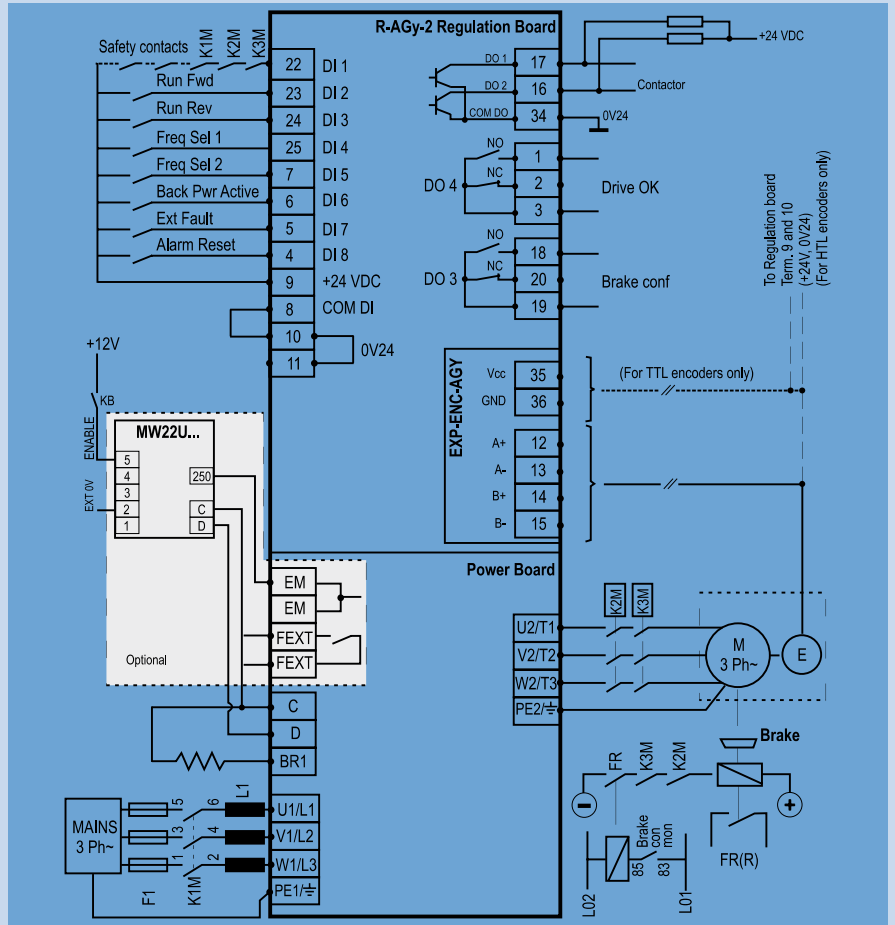 R-AGy-2 Regulation Board
Safety contacts
K1M
K2M
K3M
22 DI 1
Run Fwd
23 DI 2
Run Rev
24 DI 3
Freq Sel 1
25 DI 4
Freq Sel 2
7 DI 5
Back Pwr Active
6 DI 6
Ext Fault
5 DI 7
Alarm Reset
4 DI 8
9 +24 VDC
8 COM DI
10
11
0V24
DO 1
17
DO 2
16
COM DO
34
+24 VDC
Contactor
0V24
NO
1
NC
2
3
DO 4
Drive OK
NO
18
NC
20
19
DO 3
Brake conf
To Regulation board
Term. 9 and 10
(+24V, 0V24)
(For HTL encoders only)
EXP-ENC-AGY
Vcc 35
GND 36
(For TTL encoders only)
A+ 12
A- 13
B+ 14
B- 15
+12V
KB
ENABLE
EXT 0V
MW22U...
5
4
3
2
1
250
C
D
Optional
EM
EM
FEXT
FEXT
Power Board
C
D
BR1
U2/T1
V2/T2
W2/T3
PE2/
K2M
K3M
M
3 Ph~
E
Brake
MAINS
3 Ph~
F1
5
3
1
K1M
6
4
2
L1
U1/L1
V1/L2
W1/L3
PE1/
FR
K3M
K2M
−
+
FR(R)
L02
85
Brake
con
mon
83
L01